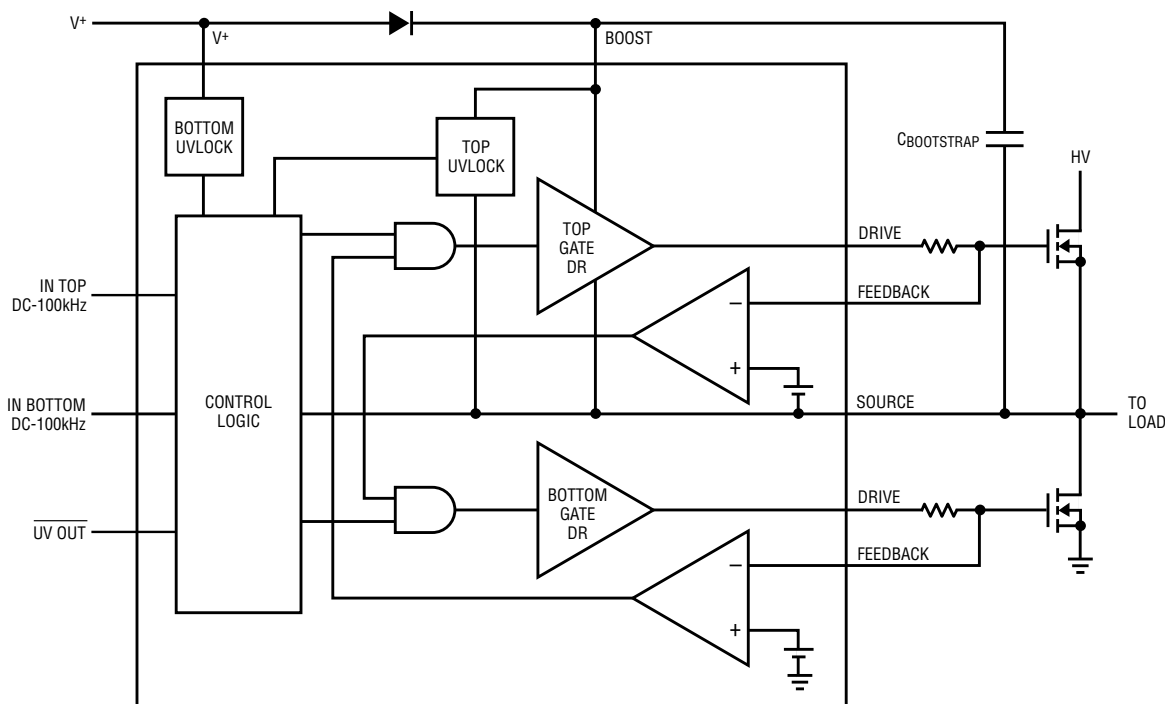 V+
V+
BOOST
BOTTOM
UVLOCK
TOP
UVLOCK
CBOOTSTRAP
HV
TOP
GATE
DR
DRIVE
FEEDBACK
–
+
IN TOP
DC-100kHz
IN BOTTOM
DC-100kHz
CONTROL
LOGIC
SOURCE
TO
LOAD
BOTTOM
GATE
DR
DRIVE
FEEDBACK
–
+
UV OUT